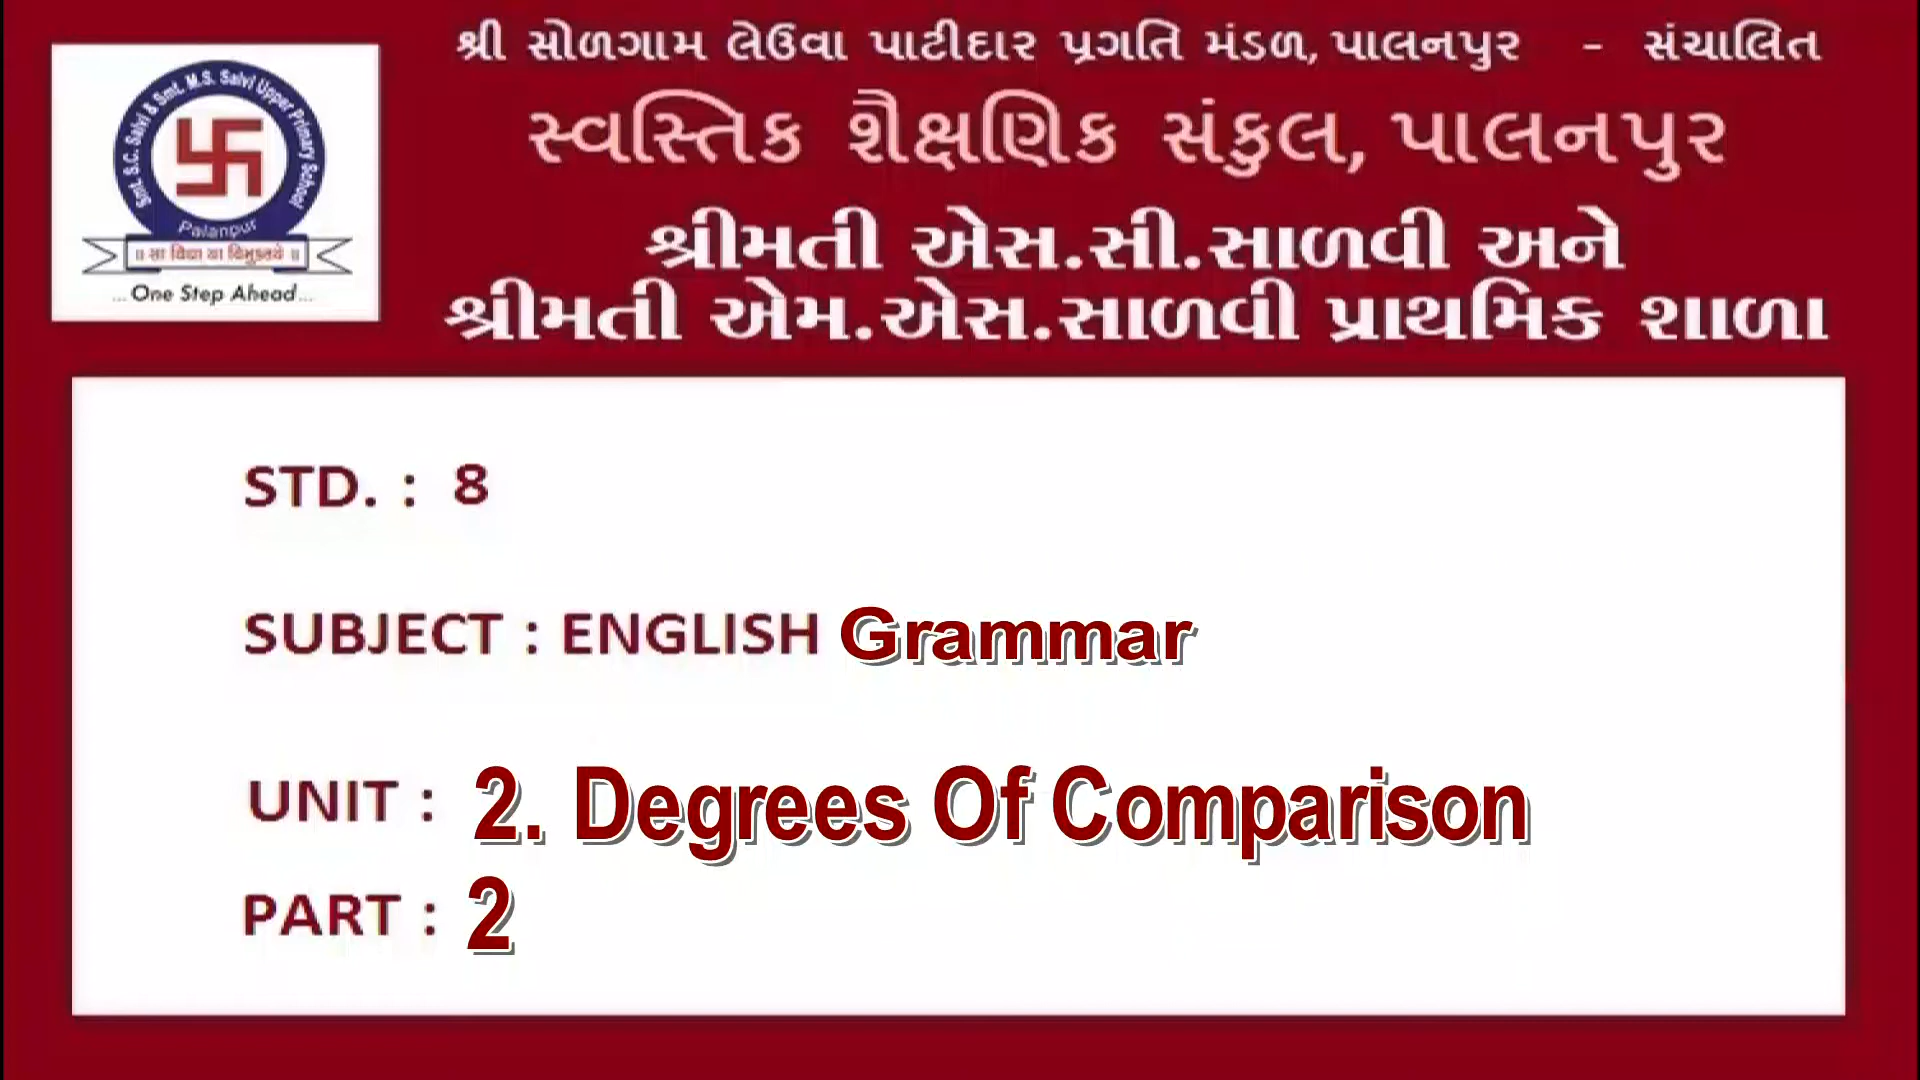 શ્રી સોળગામ લેઉવા પાટીદાર પ્રગતિ મંડળ, પાલનપુર - સંચાલિત
સ્વસ્તિક શૈક્ષણિક સંકુલ, પાલનપુર
શ્રીમતી એસ.સી.સાળવી અને
શ્રીમતી એમ.એસ.સાળવી પ્રાથમિક શાળા
Smt. S.C. Salvi & Smt. M.S. Salvi Upper Primary School
Palanpur
॥ सा विद्या या विमुक्तये ॥
...One Step Ahead...
STD. : 8
SUBJECT : ENGLISH Grammar
UNIT : 2. Degrees Of Comparison
PART : 2